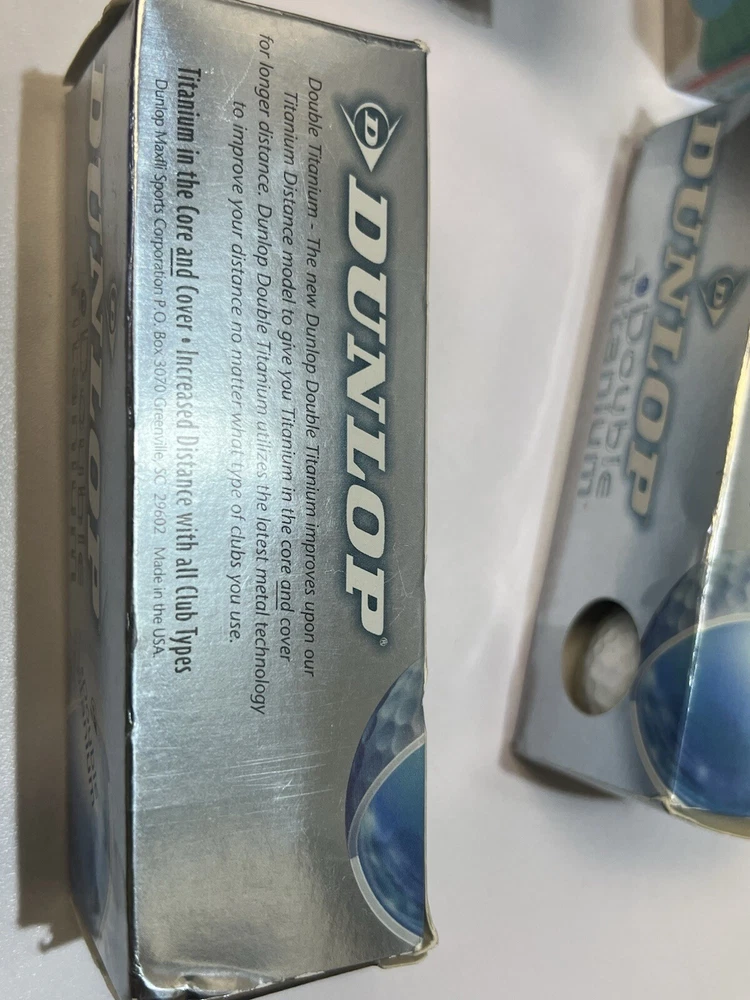 D DUNLOP®
Double Titanium - The new Dunlop Double Titanium improves upon our
Titanium Distance model to give you Titanium in the core and cover
for longer distance. Dunlop Double Titanium utilizes the latest metal technology
to improve your distance no matter what type of clubs you use.
Titanium in the Core and Cover • Increased Distance with all Club Types
Dunlop Maxfli Sports Corporation P.O. Box 3070 Greenville, SC 29602 Made in the USA.
DUNLOP
D DUNLOP
Double
Titanium